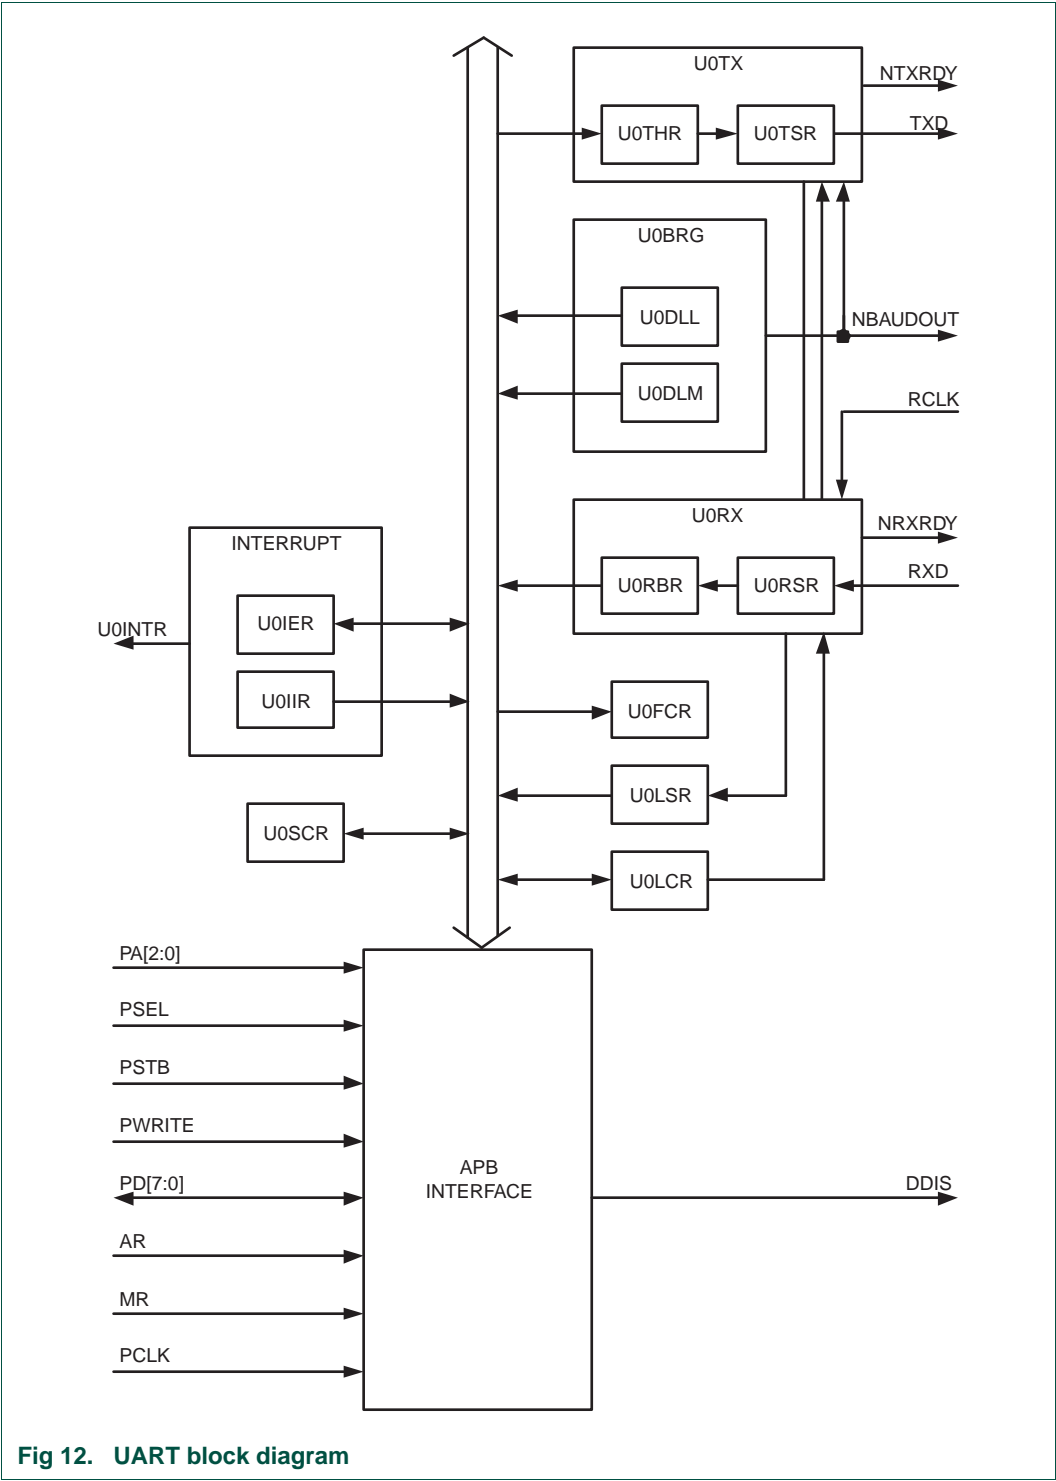 U0TX
NTXRDY
U0THR
U0TSR
TXD
U0BRG
U0DLL
NBAUDOUT
U0DLM
RCLK
U0RX
NRXRDY
U0RBR
U0RSR
RXD
INTERRUPT
U0INTR
U0IER
U0IIR
U0FCR
U0LSR
U0SCR
U0LCR
PA[2:0]
PSEL
PSTB
PWRITE
PD[7:0]
AR
MR
PCLK
APB
INTERFACE
DDIS
Fig 12. UART block diagram